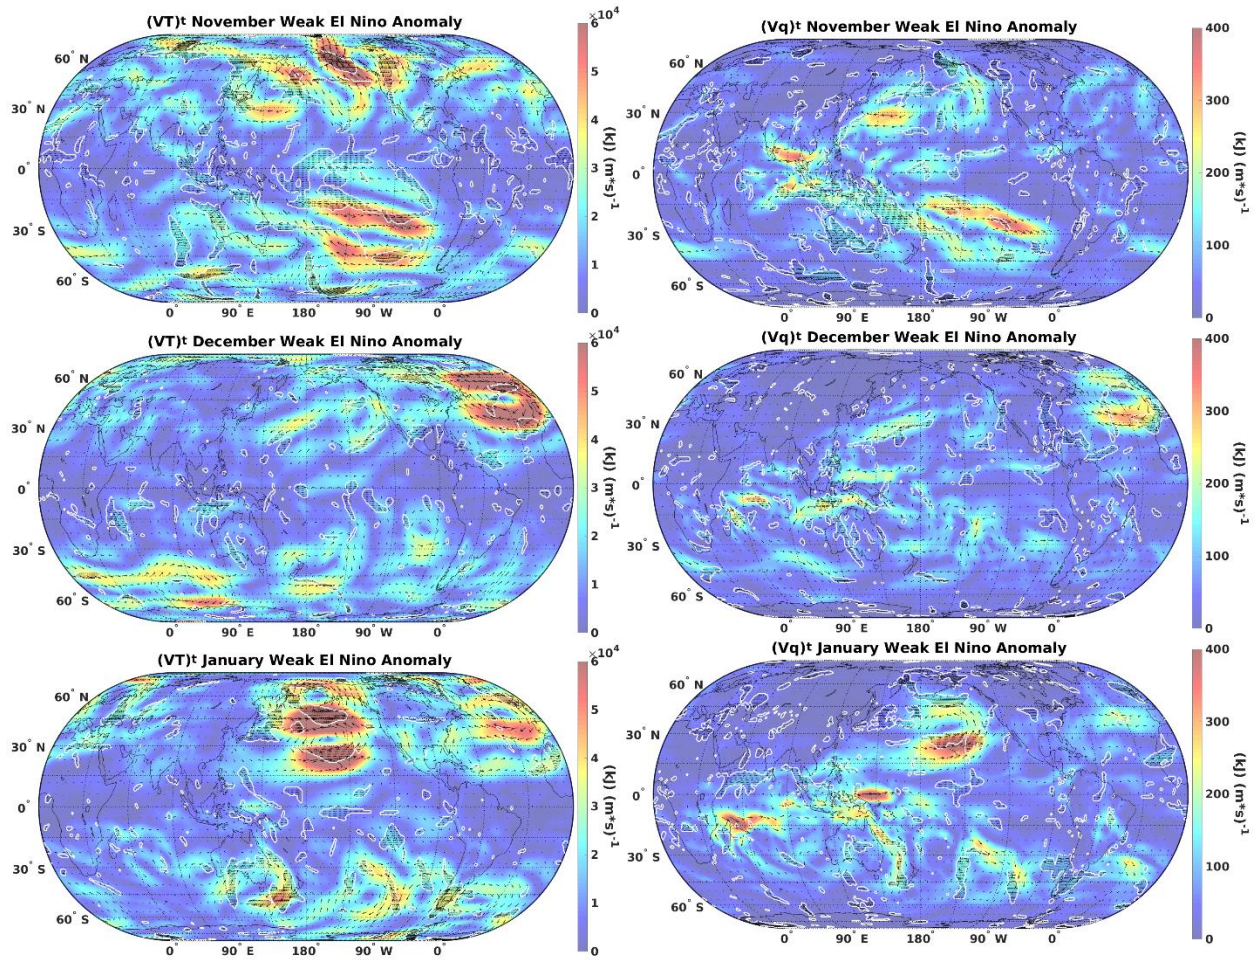 (VT)ᵗ November Weak El Nino Anomaly
×10⁴
60° N
30° N
0°
30° S
60° S
0° 90° E 180° 90° W 0°
6
5
4
3
2
1
0
(kJ) (m*s)⁻¹
(Vq)ᵗ November Weak El Nino Anomaly
60° N
30° N
0°
30° S
60° S
0° 90° E 180° 90° W 0°
400
300
200
100
0
(kJ) (m*s)⁻¹
(VT)ᵗ December Weak El Nino Anomaly
×10⁴
60° N
30° N
0°
30° S
60° S
0° 90° E 180° 90° W 0°
6
5
4
3
2
1
0
(kJ) (m*s)⁻¹
(Vq)ᵗ December Weak El Nino Anomaly
60° N
30° N
0°
30° S
60° S
0° 90° E 180° 90° W 0°
400
300
200
100
0
(kJ) (m*s)⁻¹
(VT)ᵗ January Weak El Nino Anomaly
×10⁴
60° N
30° N
0°
30° S
60° S
0° 90° E 180° 90° W 0°
6
5
4
3
2
1
0
(kJ) (m*s)⁻¹
(Vq)ᵗ January Weak El Nino Anomaly
60° N
30° N
0°
30° S
60° S
0° 90° E 180° 90° W 0°
400
300
200
100
0
(kJ) (m*s)⁻¹